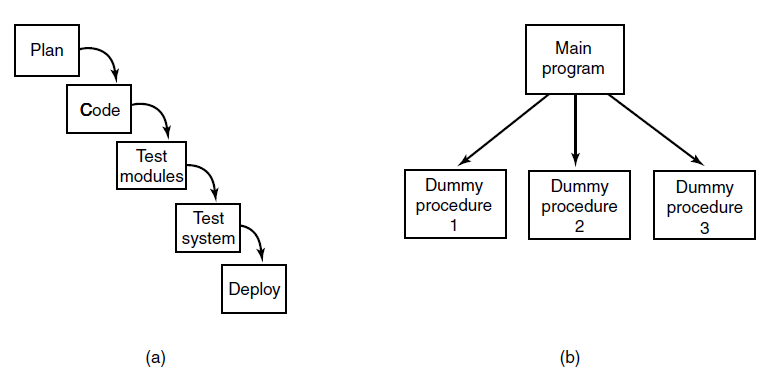 Plan
Code
Test
modules
Test
system
Deploy
(a)
Main
program
Dummy
procedure
1
Dummy
procedure
2
Dummy
procedure
3
(b)